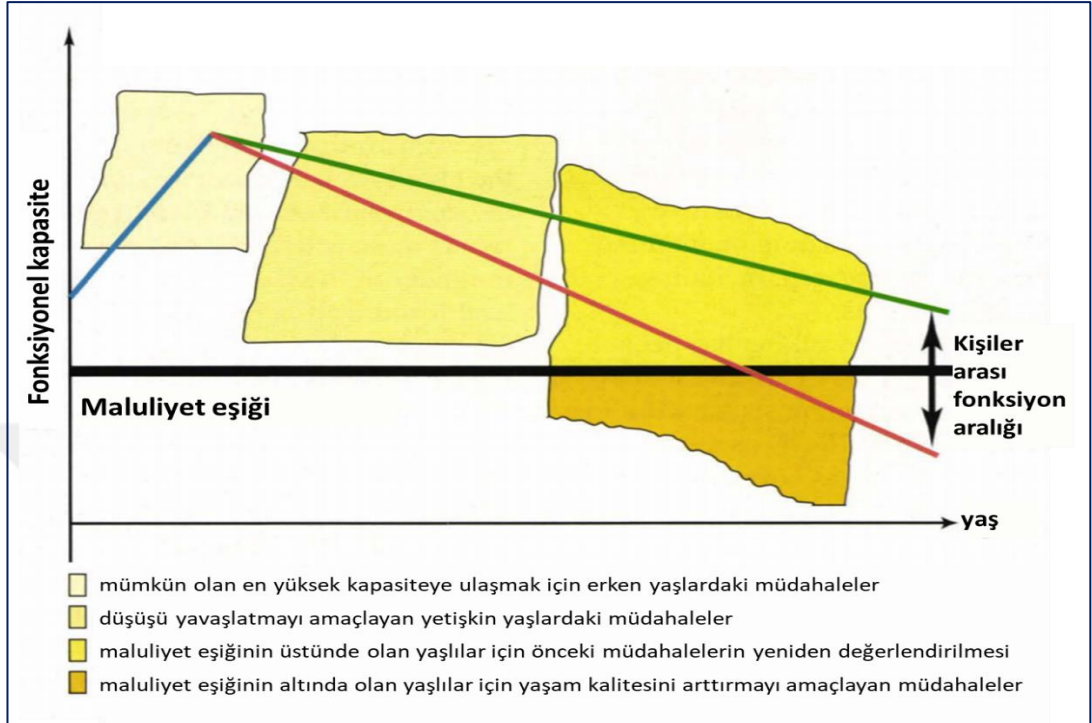 Fonksiyonel kapasite
Maluliyet eşiği
Kişiler
arası
fonksiyon
aralığı
yaş
mümkün olan en yüksek kapasiteye ulaşmak için erken yaşlardaki müdahaleler
düşüşü yavaşlatmayı amaçlayan yetişkin yaşlardaki müdahaleler
maluliyet eşiğinin üstünde olan yaşlılar için önceki müdahalelerin yeniden değerlendirilmesi
maluliyet eşiğinin altında olan yaşlılar için yaşam kalitesini arttırmayı amaçlayan müdahaleler